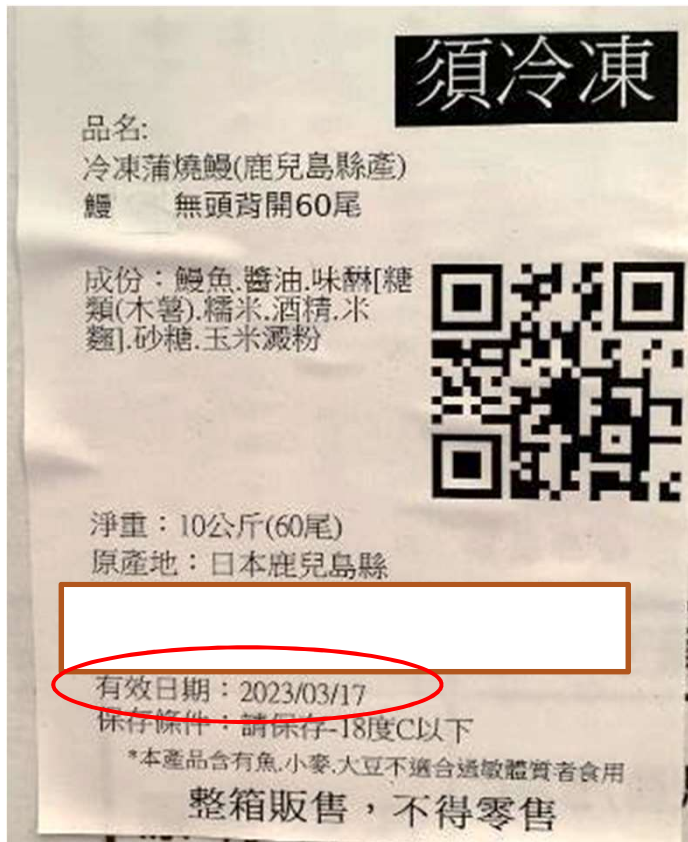 須冷凍
品名:
冷凍蒲燒鰻(鹿兒島縣產)
鰻 無頭背開60尾
成份：鰻魚.醬油.味醂[糖
類(木薯).糯米.酒精.米
麴].砂糖.玉米澱粉
淨重：10公斤(60尾)
原產地：日本鹿兒島縣
有效日期：2023/03/17
保存條件：請保存-18度C以下
*本產品含有魚.小麥.大豆不適合過敏體質者食用
整箱販售，不得零售